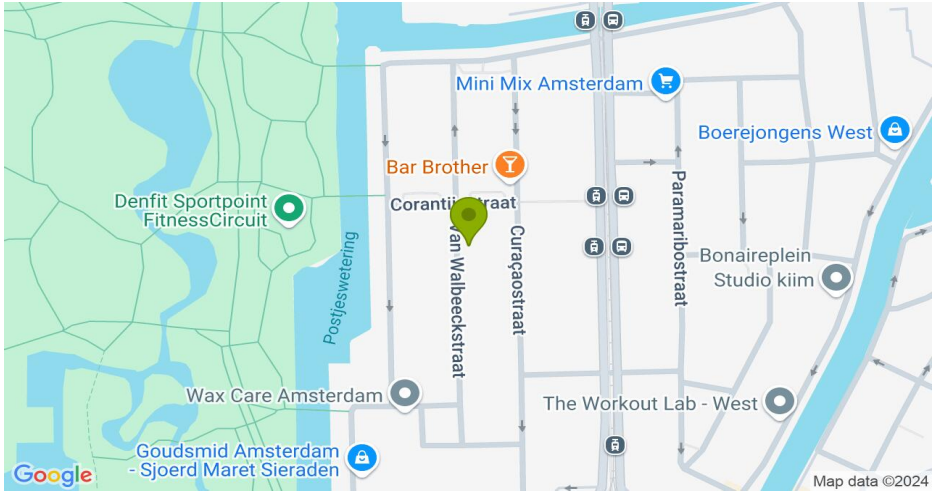 Mini Mix Amsterdam
Boerejongens West
Bar Brother
Denfit Sportpoint
FitnessCircuit
Paramaribostraat
Curaçaostraat
Van Walbeeckstraat
Postjeswetering
Bonaireplein
Studio kiim
Wax Care Amsterdam
The Workout Lab - West
Goudsmid Amsterdam
- Sjoerd Maret Sieraden
Google
Map data ©2024